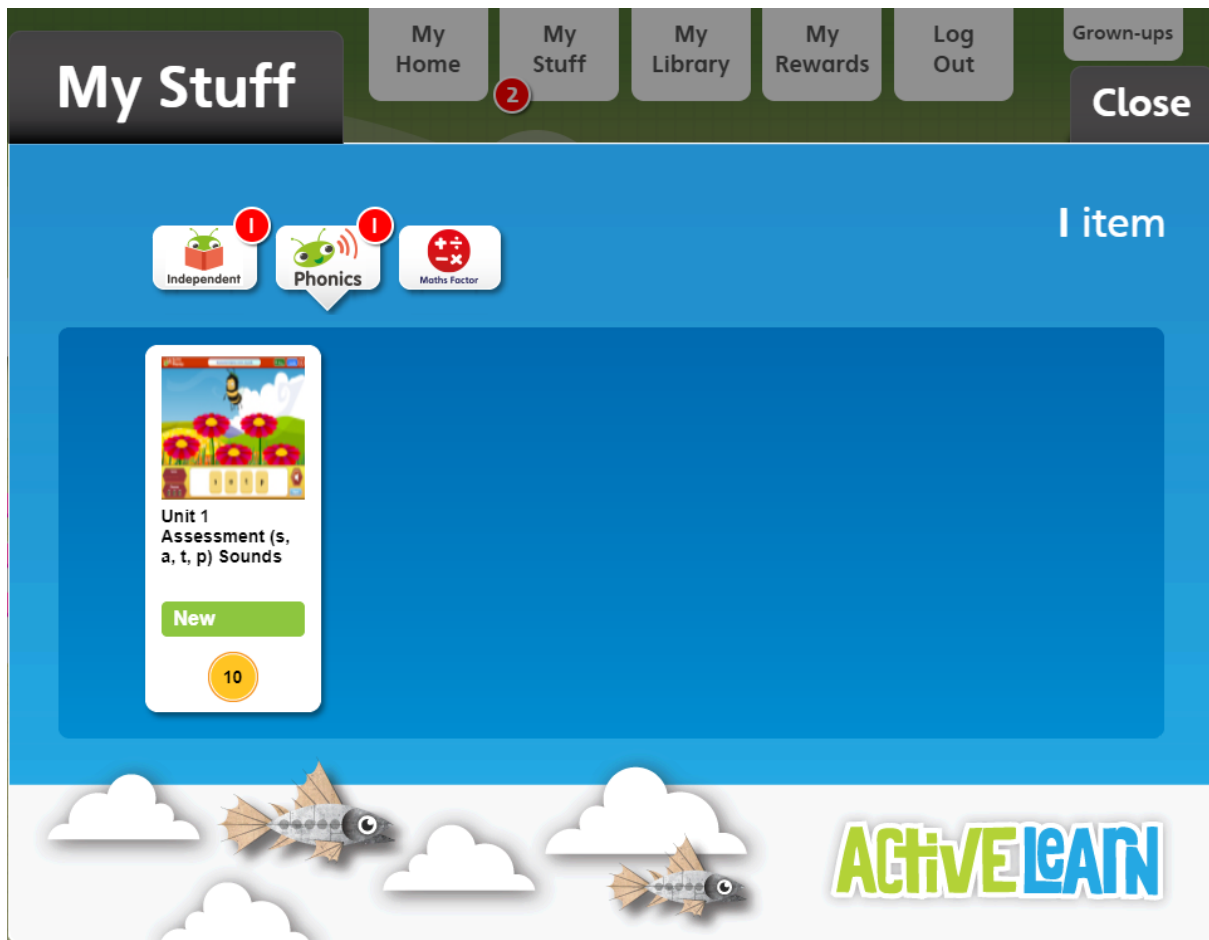 My Stuff
My Home
My Stuff
2
My Library
My Rewards
Log Out
Grown-ups
Close
1 item
Independent
1
Phonics
1
Maths Factor
Unit 1
Assessment (s,
a, t, p) Sounds
New
10
ACTIVE LEARN